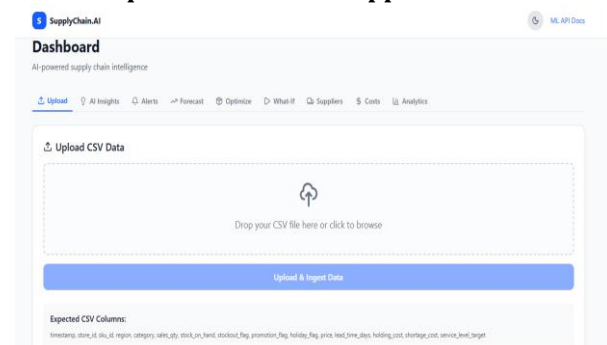 S SupplyChain.AI
ML API Docs
Dashboard
AI-powered supply chain intelligence
Upload AI Insights Alerts Forecast Optimize What-If Suppliers $ Costs Analytics
Upload CSV Data
Drop your CSV file here or click to browse
Upload & Ingest Data
Expected CSV Columns:
timestamp, store_id, sku_id, region, category, sales_qty, stock_on_hand, stockout_flag, promotion_flag, holiday_flag, price, lead_time_days, holding_cost, shortage_cost, service_level_target